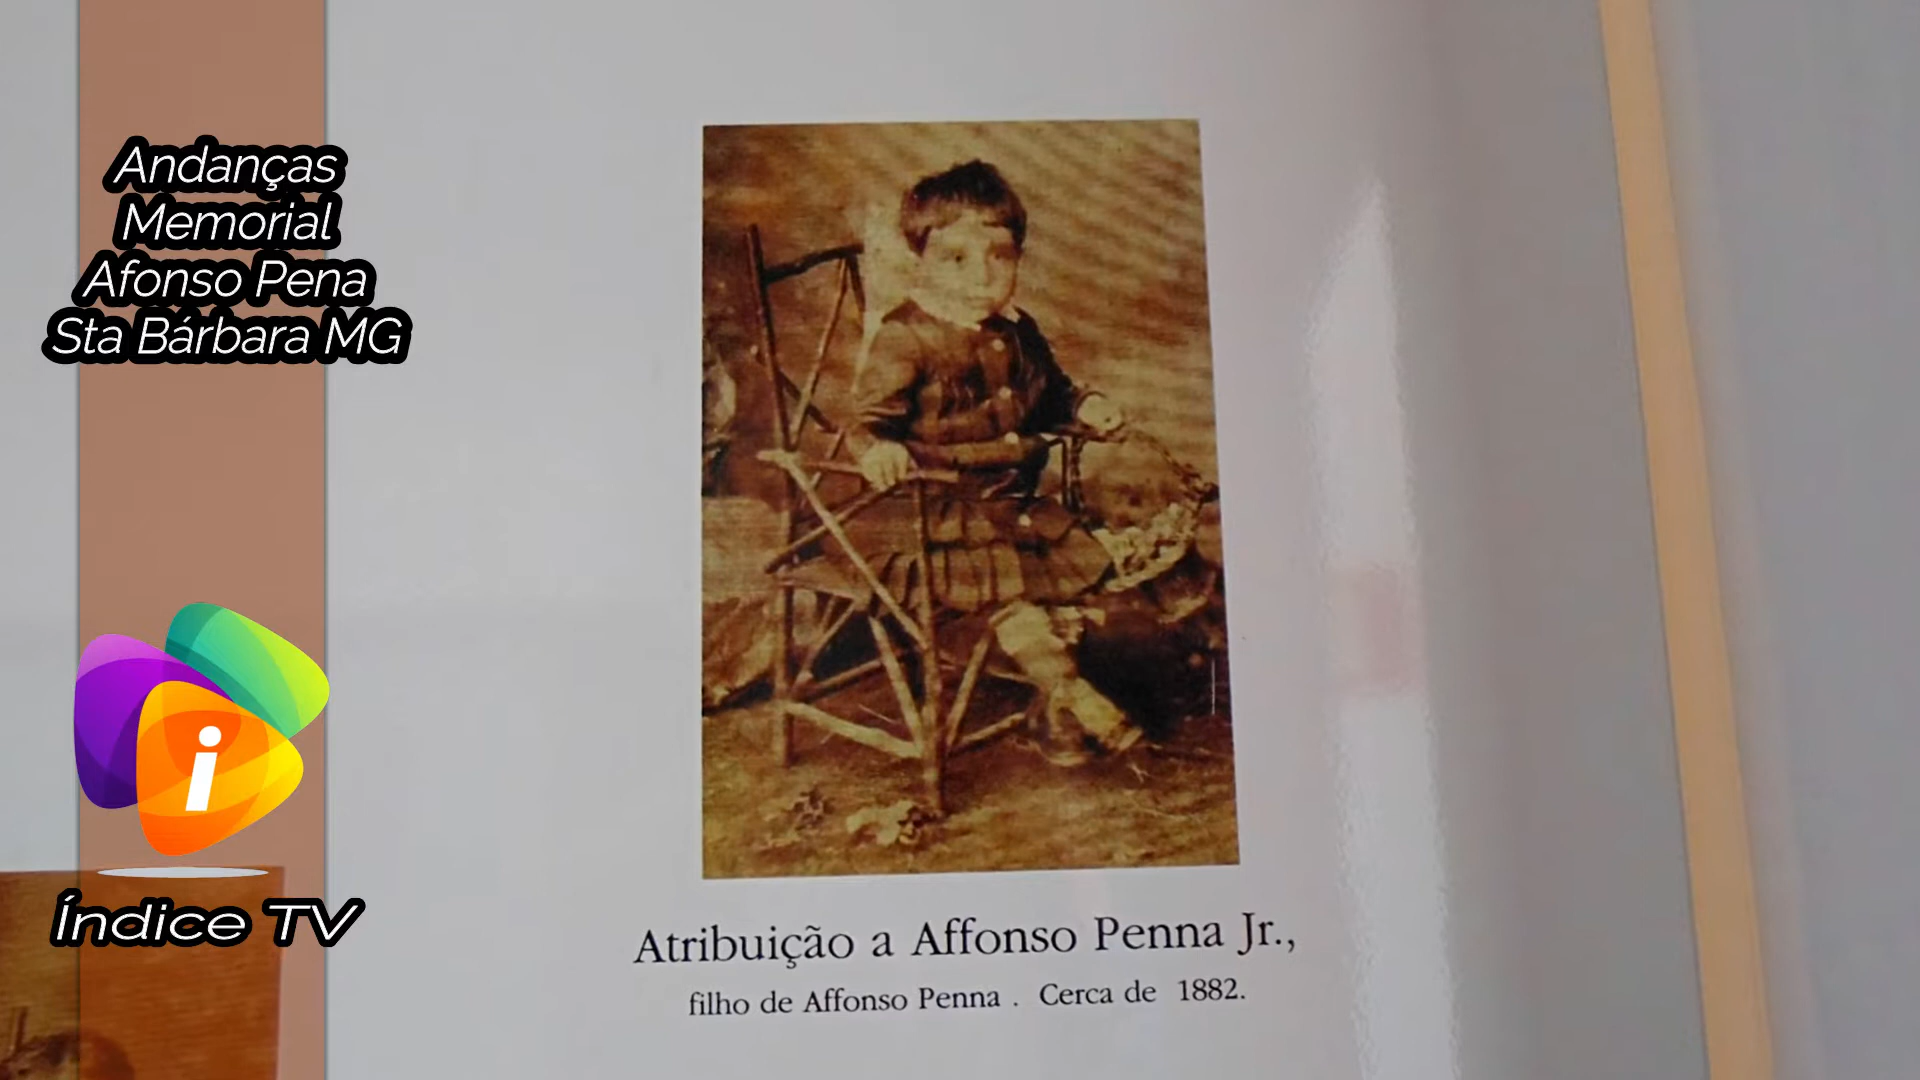 Andanças
Memorial
Afonso Pena
Sta Bárbara MG
i
Índice TV
Atribuição a Affonso Penna Jr.,
filho de Affonso Penna . Cerca de 1882.